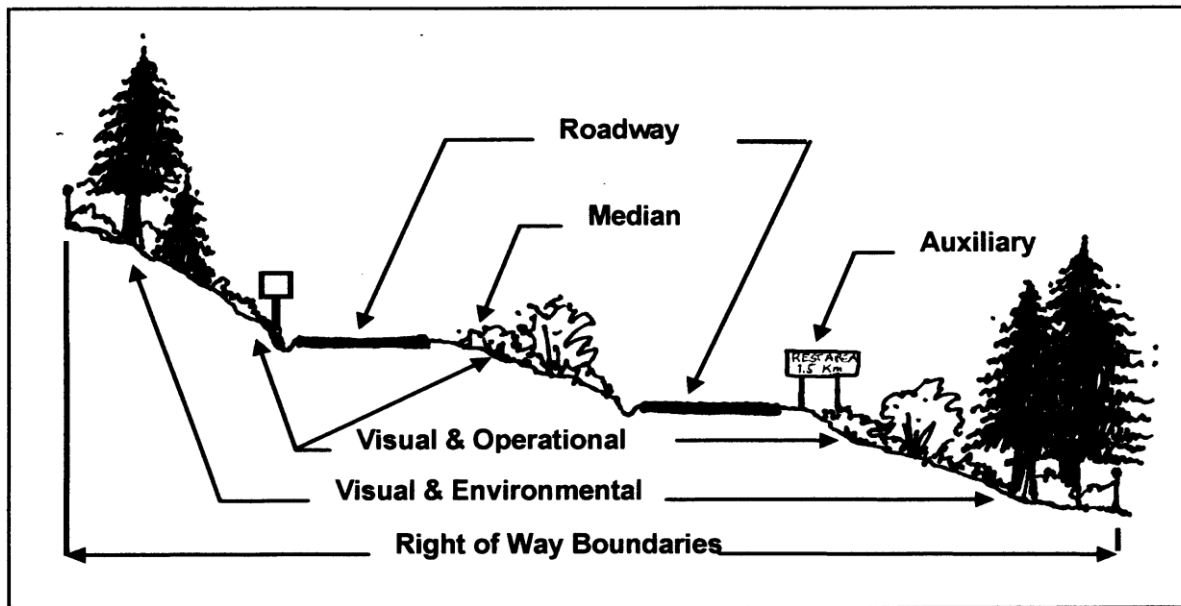 Roadway
Median
Auxiliary
REST AREA
1.5 Km
Visual & Operational
Visual & Environmental
Right of Way Boundaries